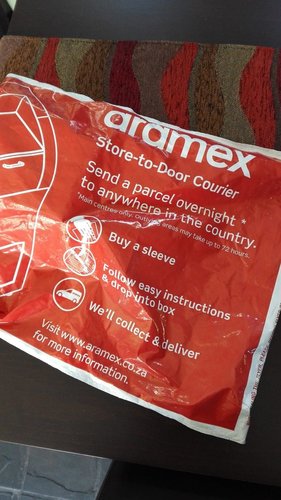 aramex
Store-to-Door Courier
Send a parcel overnight *
to anywhere in the country.
*Main centres only. Outlying areas may take up to 72 hours.
Buy a sleeve
Follow easy instructions
& drop into box
We'll collect & deliver
Visit www.aramex.co.za
for more information.